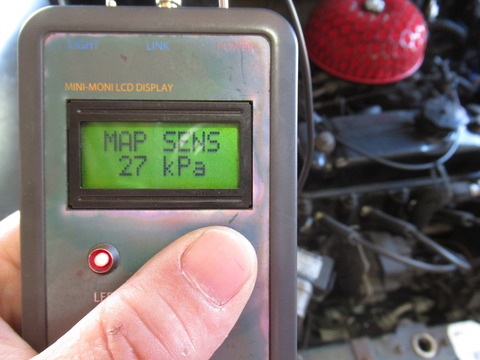 LIGHT LINK POWER
MINI-MONI LCD DISPLAY
MAP SENS
27 kPa